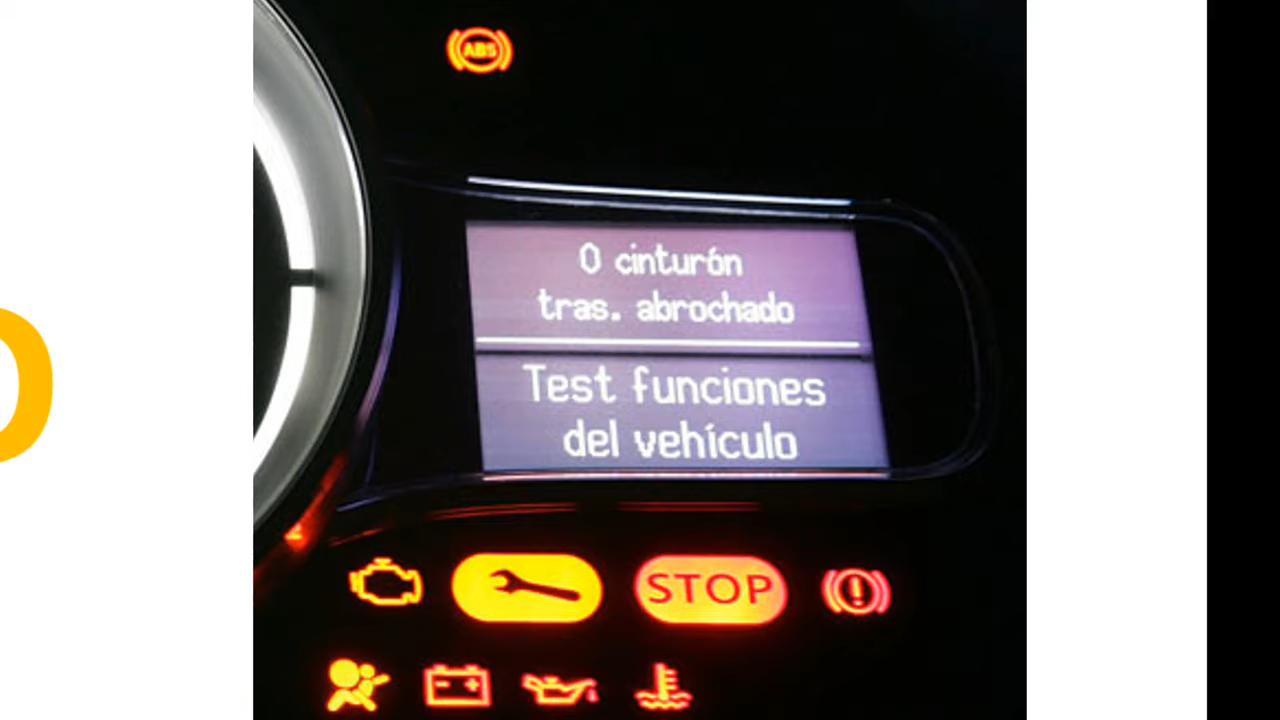 ABS
0 cinturón
tras. abrochado
Test funciones
del vehículo
STOP